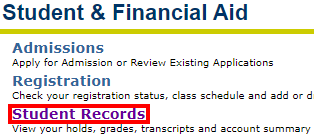 Student & Financial Aid
Admissions
Apply for Admission or Review Existing Applications
Registration
Check your registration status, class schedule and add or d
Student Records
View your holds, grades, transcripts and account summary